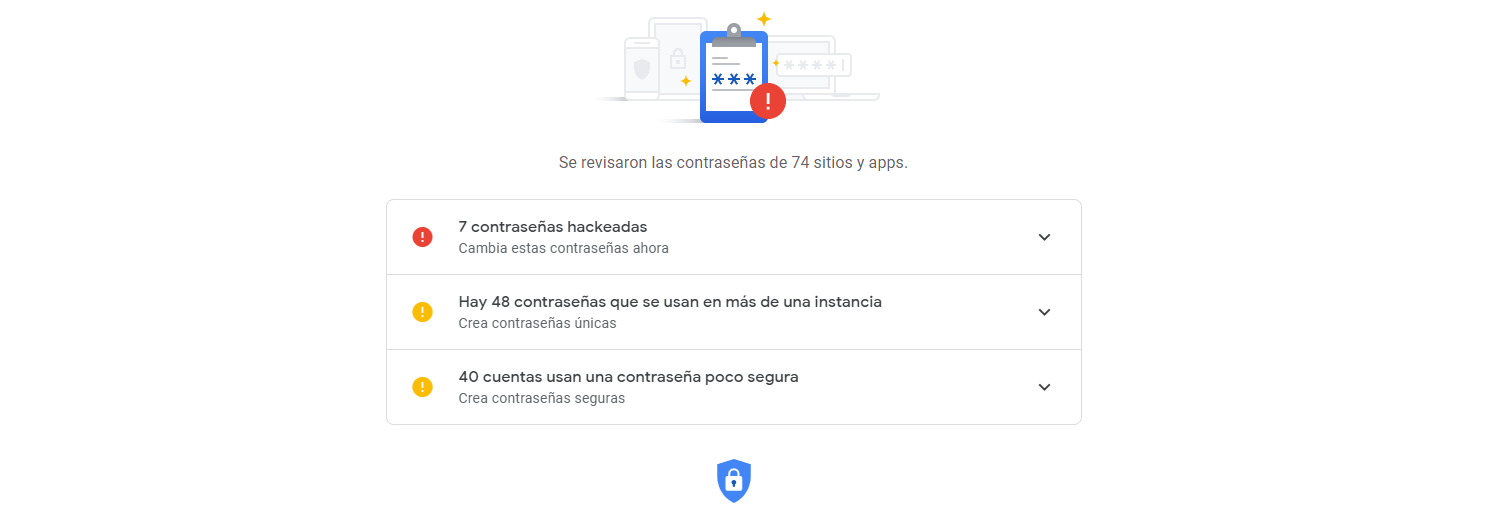 Se revisaron las contraseñas de 74 sitios y apps.
7 contraseñas hackeadas
Cambia estas contraseñas ahora
Hay 48 contraseñas que se usan en más de una instancia
Crea contraseñas únicas
40 cuentas usan una contraseña poco segura
Crea contraseñas seguras